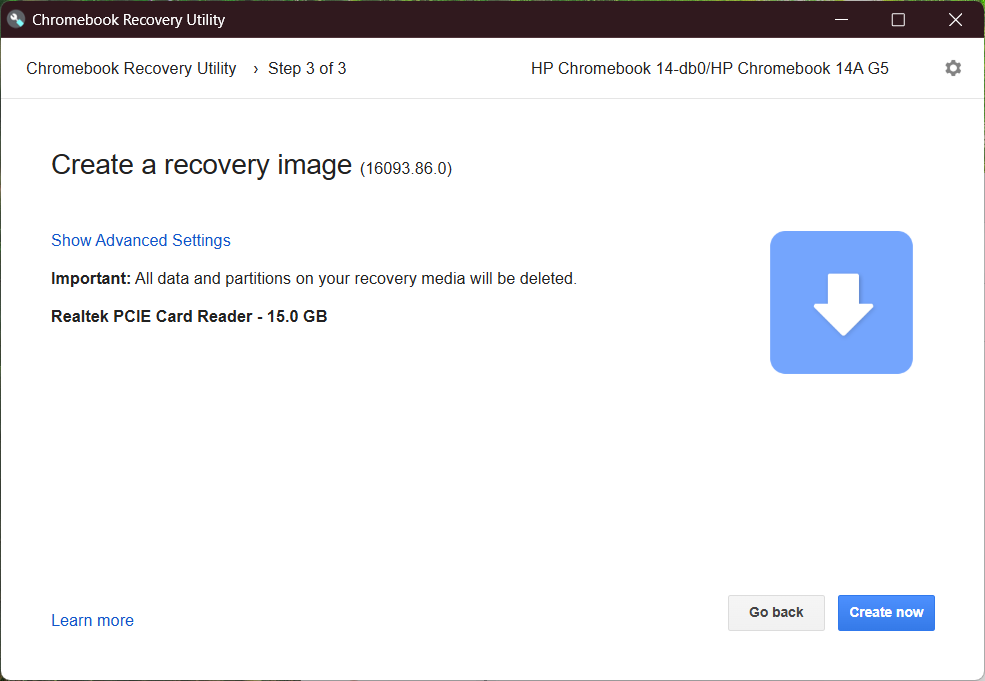 Chromebook Recovery Utility
Chromebook Recovery Utility › Step 3 of 3
HP Chromebook 14-db0/HP Chromebook 14A G5
Create a recovery image (16093.86.0)
Show Advanced Settings
Important: All data and partitions on your recovery media will be deleted.
Realtek PCIE Card Reader - 15.0 GB
Learn more
Go back
Create now